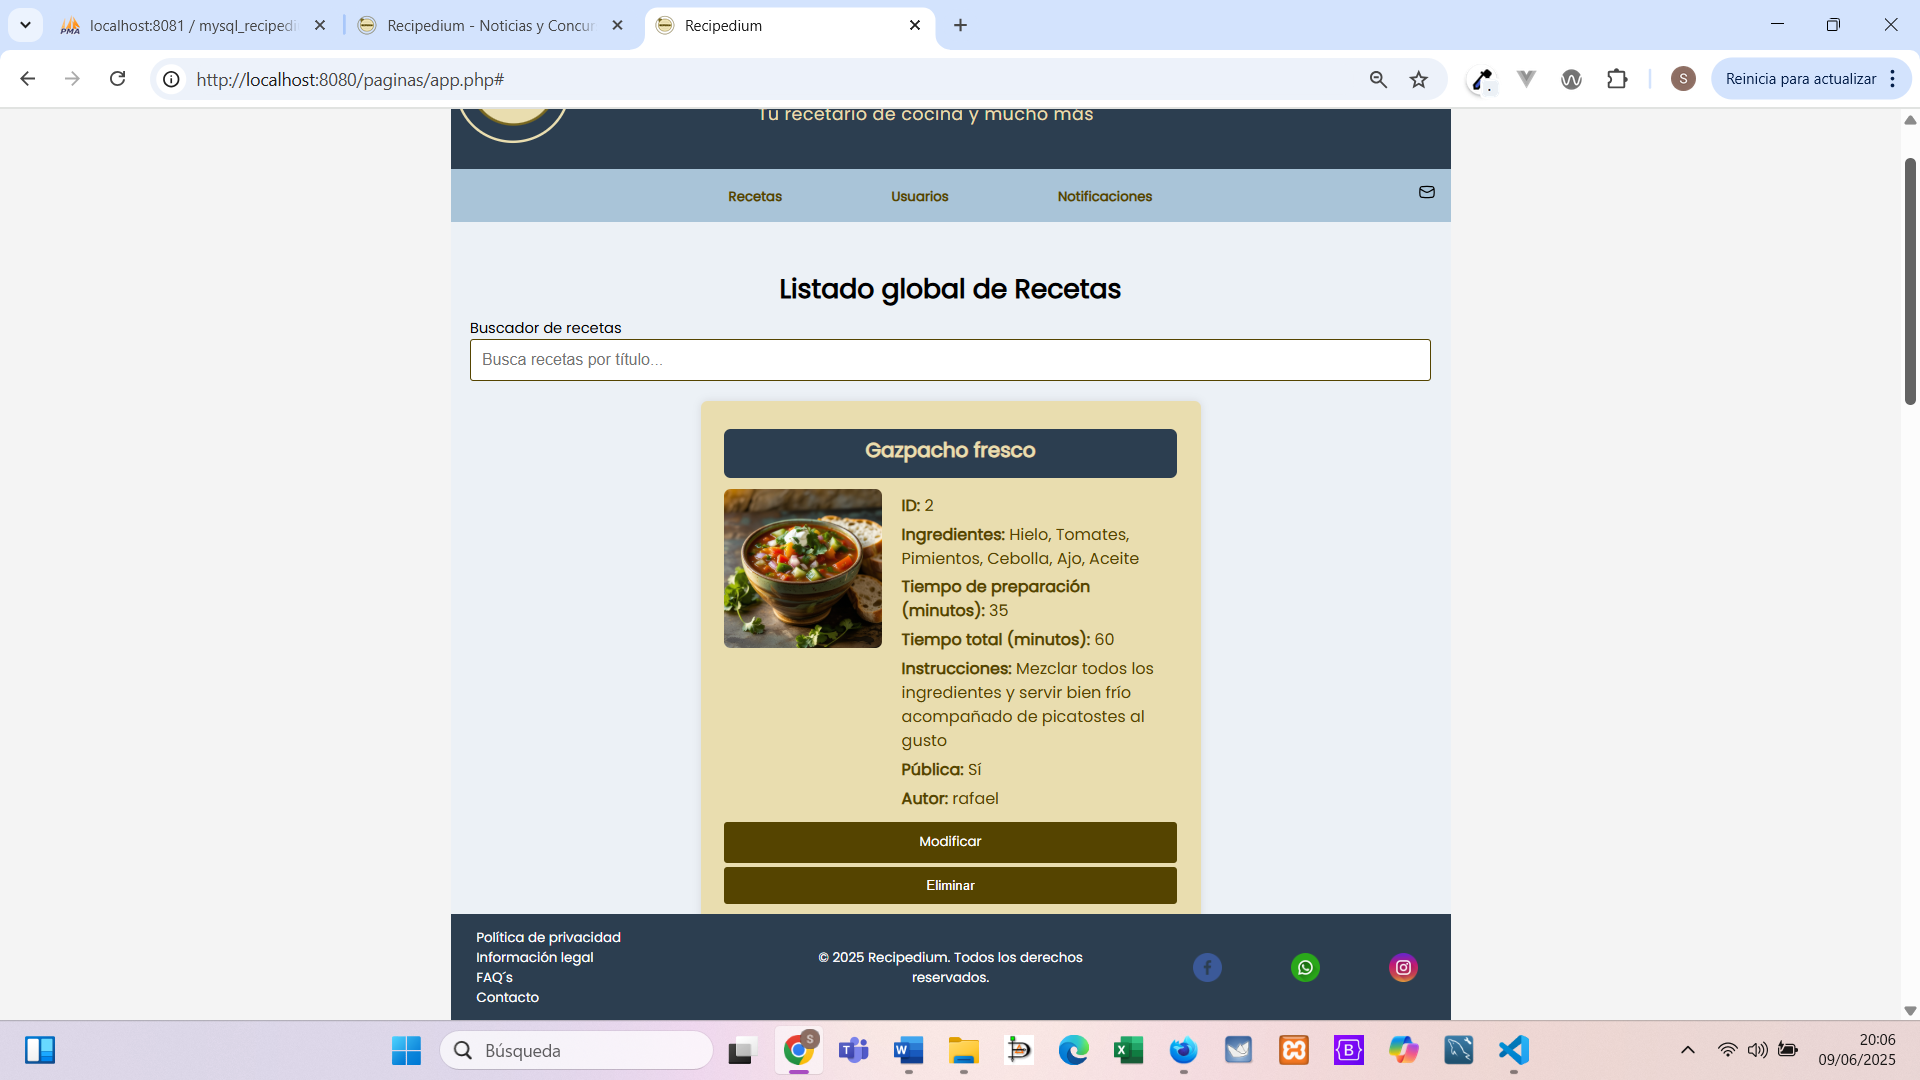 localhost:8081 / mysql_recipedi
Recipedium - Noticias y Concur
Recipedium
http://localhost:8080/paginas/app.php#
S
Reinicia para actualizar
Tu recetario de cocina y mucho más
Recetas
Usuarios
Notificaciones
Listado global de Recetas
Buscador de recetas
Busca recetas por título...
Gazpacho fresco
ID: 2
Ingredientes: Hielo, Tomates,
Pimientos, Cebolla, Ajo, Aceite
Tiempo de preparación
(minutos): 35
Tiempo total (minutos): 60
Instrucciones: Mezclar todos los
ingredientes y servir bien frío
acompañado de picatostes al
gusto
Pública: Sí
Autor: rafael
Modificar
Eliminar
Política de privacidad
Información legal
FAQ´s
Contacto
© 2025 Recipedium. Todos los derechos
reservados.
Búsqueda
20:06
09/06/2025